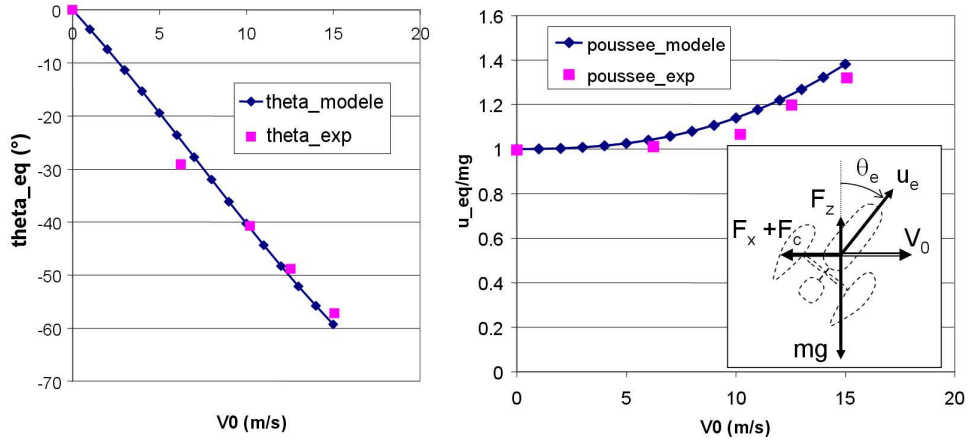 0
5
10
15
20
0
-10
-20
-30
-40
-50
-60
-70
theta_eq (°)
theta_modele
theta_exp
V0 (m/s)
1.6
1.4
1.2
1
0.8
0.6
0.4
0.2
0
u_eq/mg
poussee_modele
poussee_exp
θe
ue
Fz
Fx +Fc
V0
mg
0
5
10
15
20
V0 (m/s)